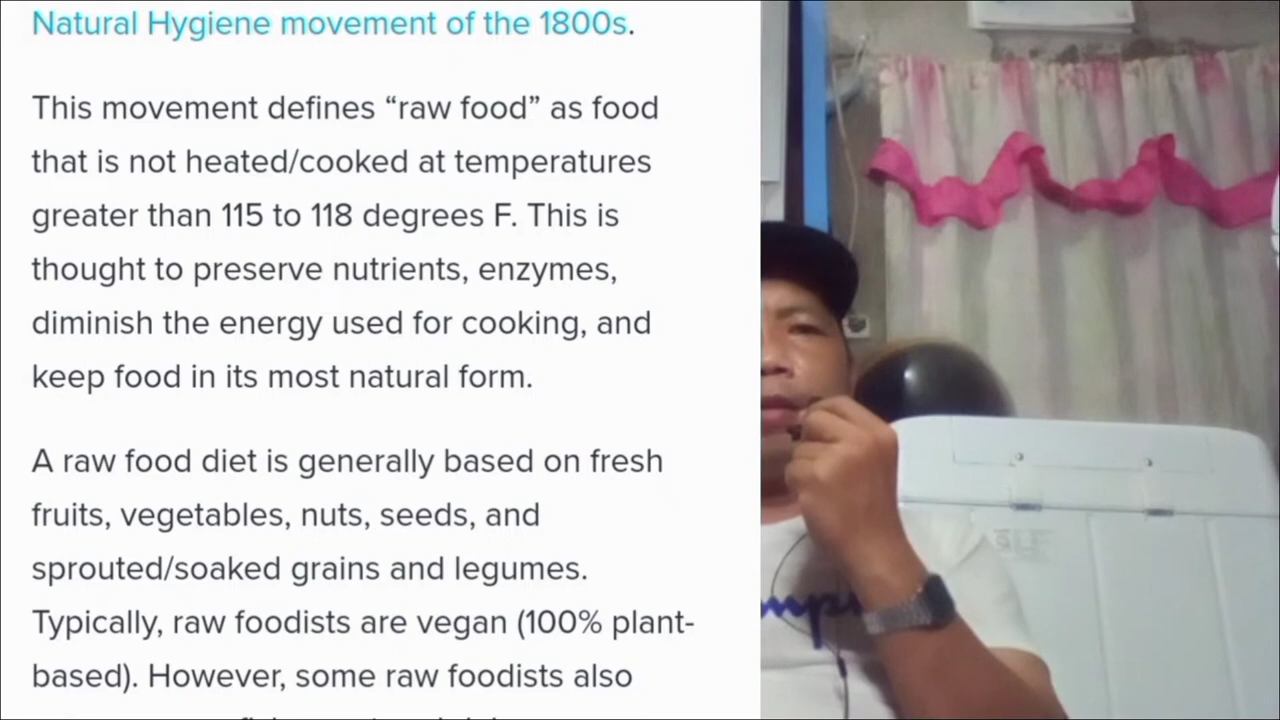 Natural Hygiene movement of the 1800s.
This movement defines “raw food” as food
that is not heated/cooked at temperatures
greater than 115 to 118 degrees F. This is
thought to preserve nutrients, enzymes,
diminish the energy used for cooking, and
keep food in its most natural form.
A raw food diet is generally based on fresh
fruits, vegetables, nuts, seeds, and
sprouted/soaked grains and legumes.
Typically, raw foodists are vegan (100% plant-
based). However, some raw foodists also